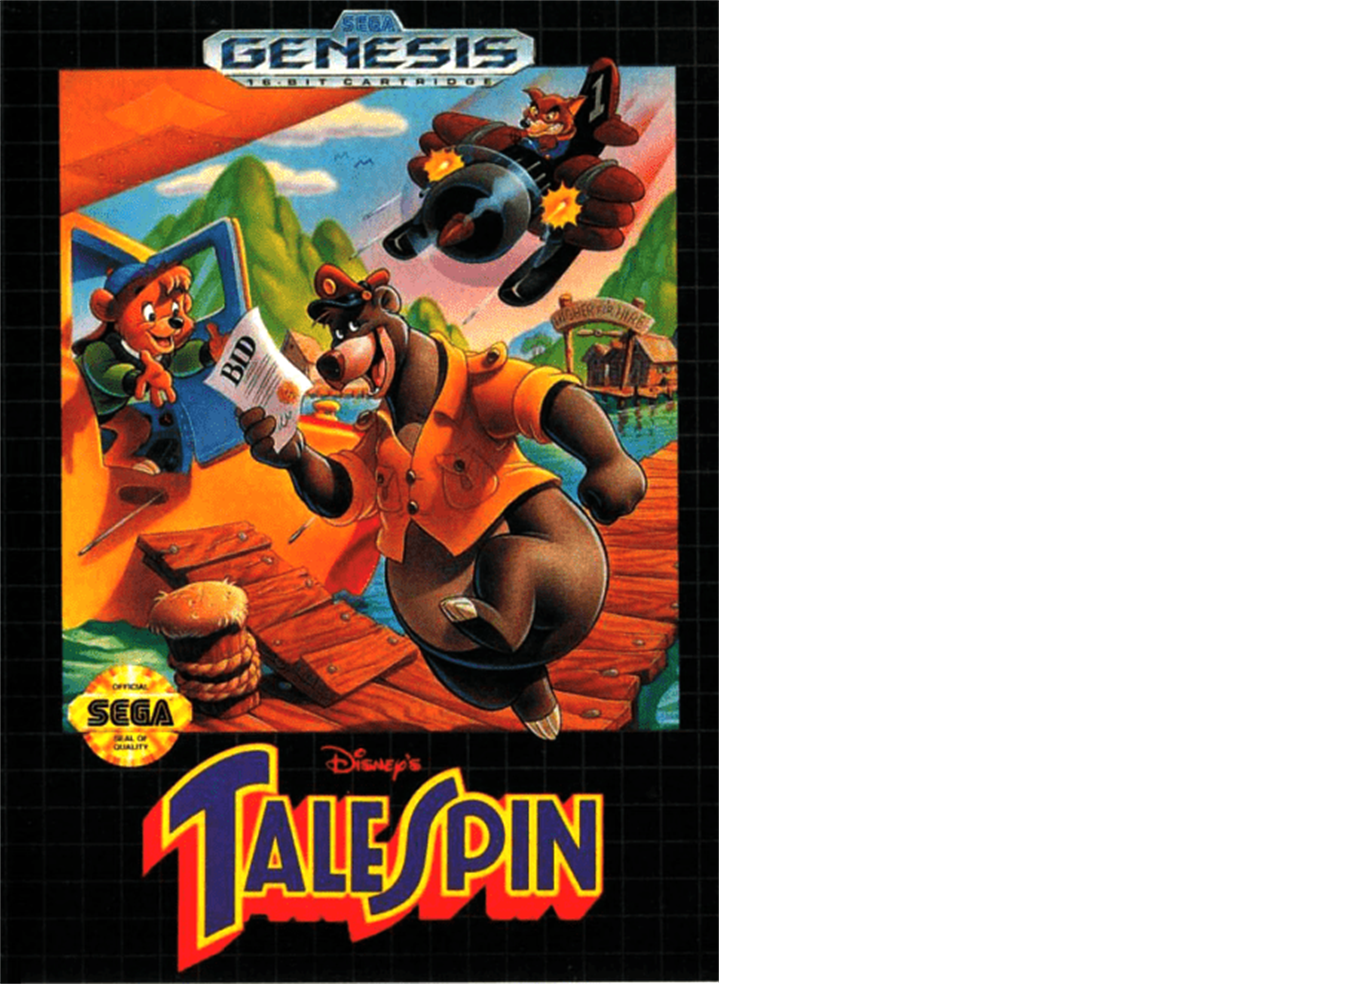 SEGA
GENESIS
16-BIT CARTRIDGE
1
HIGHER FOR HIRE
BID
OFFICIAL
SEGA
SEAL OF
QUALITY
Disney's
TALESPIN